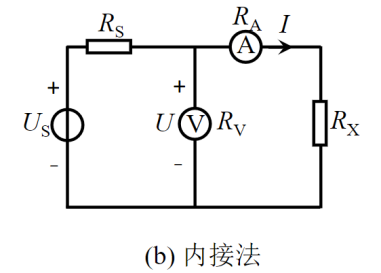 R_S
R_A
A
I
+
U_S
-
+
U
V
-
R_V
R_X
(b) 内接法